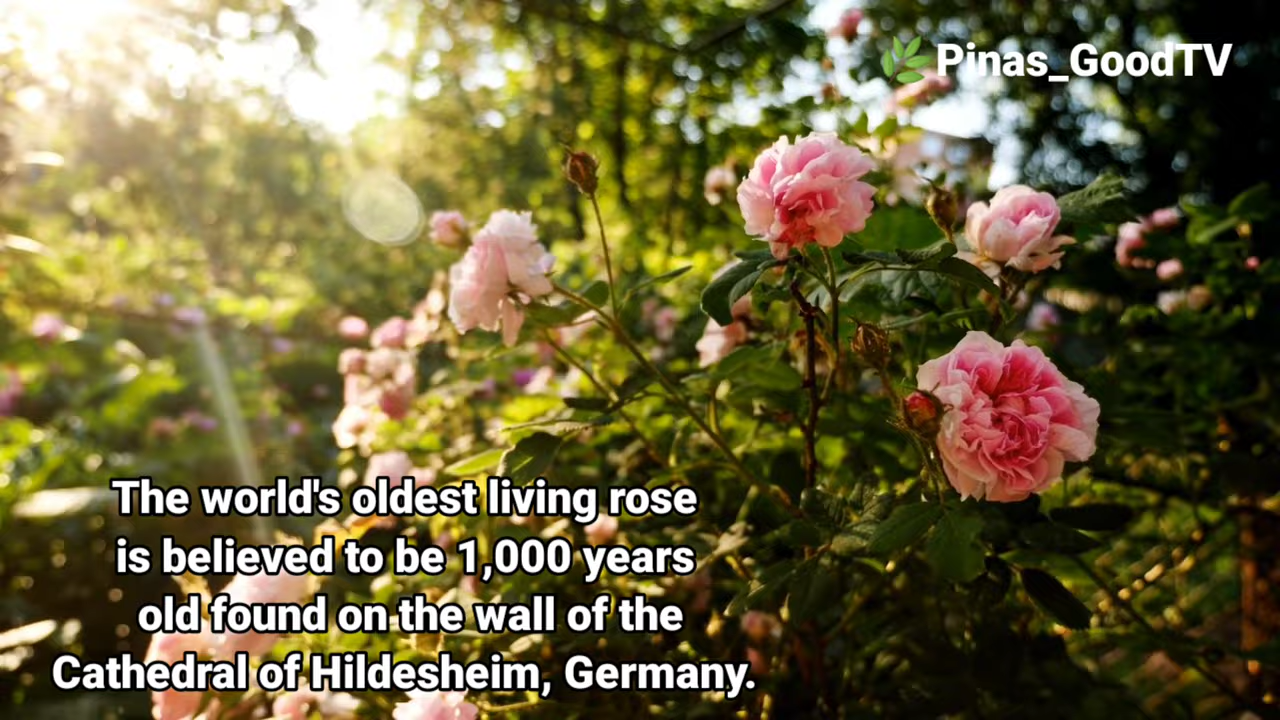 Pinas_GoodTV
The world's oldest living rose
is believed to be 1,000 years
old found on the wall of the
Cathedral of Hildesheim, Germany.